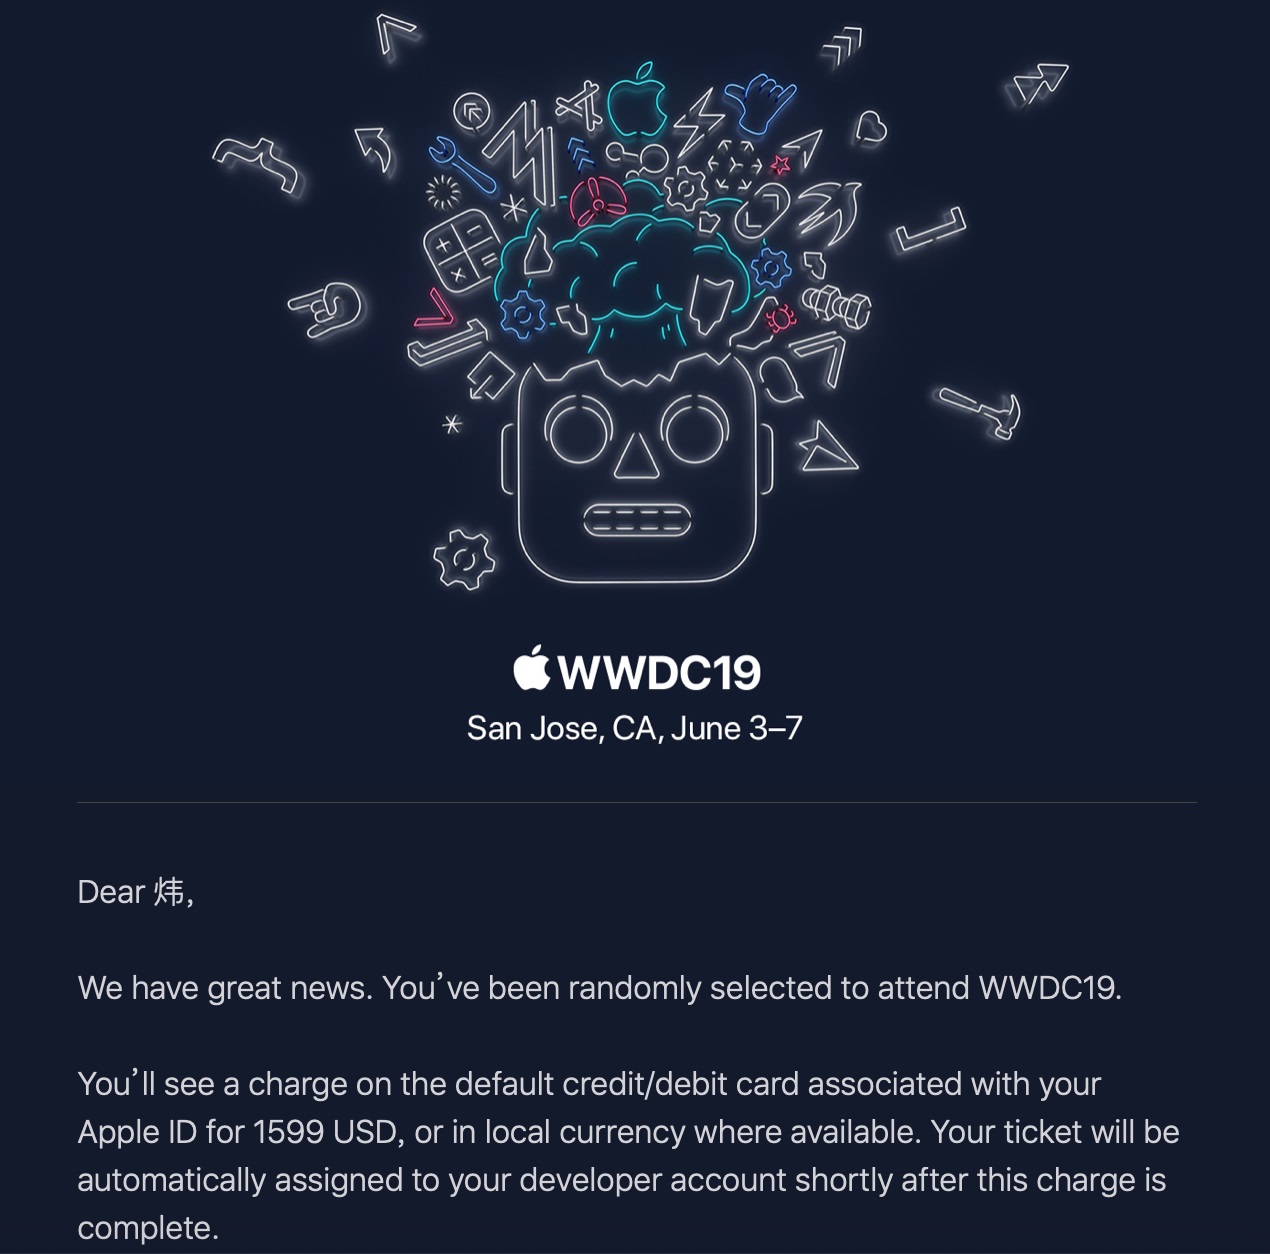 WWDC19
San Jose, CA, June 3–7
Dear 炜,
We have great news. You’ve been randomly selected to attend WWDC19.
You’ll see a charge on the default credit/debit card associated with your
Apple ID for 1599 USD, or in local currency where available. Your ticket will be
automatically assigned to your developer account shortly after this charge is
complete.